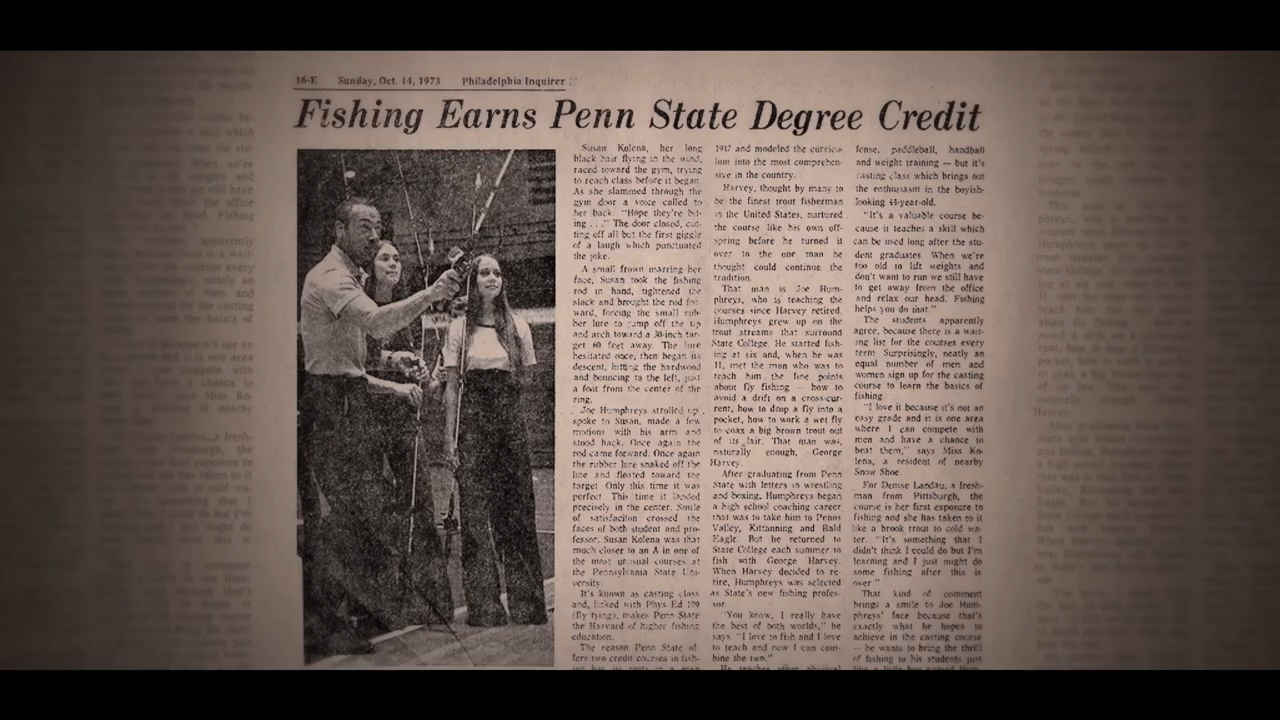 16-E Sunday, Oct. 14, 1973 Philadelphia Inquirer
Fishing Earns Penn State Degree Credit
Susan Kolena, her long
black hair flying in the wind,
raced toward the gym, trying
to reach class before it began.
As she slammed through the
gym door a voice called to
her back: "Hope they're bit-
ing . . ." The door closed, cut-
ting off all but the first giggle
of a laugh which punctuated
the joke.
A small frown marring her
face, Susan took the fishing
rod in hand, tightened the
slack and brought the rod for-
ward, forcing the small rub-
ber lure to jump off the tip
and arch toward a 30-inch tar-
get 60 feet away. The lure
hesitated once, then began its
descent, hitting the hardwood
and bouncing to the left, just
a foot from the center of the
ring.
Joe Humphreys strolled up,
spoke to Susan, made a few
motions with his arm and
stood back. Once again the
rod came forward. Once again
the rubber lure snaked off the
line and floated toward the
target. Only this time it was
perfect. This time it landed
precisely in the center. Smile
of satisfaciton crossed the
faces of both student and pro-
fessor. Susan Kolena was that
much closer to an A in one of
the most unusual courses at
the Pennsylvania State Uni-
versity.
It's known as casting class
and, linked with Phys Ed 109
(fly tying), makes Penn State
the Harvard of higher fishing
education.
The reason Penn State of-
fers two credit courses in fish-
ing has its roots in a man
1947 and modeled the curricu-
lum into the most comprehen-
sive in the country.
Harvey, thought by many to
be the finest trout fisherman
in the United States, nurtured
the course like his own off-
spring before he turned it
over to the one man he
thought could continue the
tradition.
That man is Joe Hum-
phreys, who is teaching the
courses since Harvey retired.
Humphreys grew up on the
trout streams that surround
State College. He started fish-
ing at six and, when he was
11, met the man who was to
teach him the fine points
about fly fishing — how to
avoid a drift on a cross-cur-
rent, how to drop a fly into a
pocket, how to work a wet fly
to coax a big brown trout out
of its lair. That man was,
naturally enough, George
Harvey.
After graduating from Penn
State with letters in wrestling
and boxing, Humphreys began
a high school coaching career
that was to take him to Penns
Valley, Kittanning and Bald
Eagle. But he returned to
State College each summer to
fish with George Harvey.
When Harvey decided to re-
tire, Humphreys was selected
as State's new fishing profes-
sor.
"You know, I really have
the best of both worlds," he
says. "I love to fish and I love
to teach and now I can com-
bine the two."
He teaches other physical
fense, paddleball, handball
and weight training — but it's
casting class which brings out
the enthusiasm in the boyish-
looking 44-year-old.
"It's a valuable course be-
cause it teaches a skill which
can be used long after the stu-
dent graduates. When we're
too old to lift weights and
don't want to run we still have
to get away from the office
and relax our head. Fishing
helps you do that."
The students apparently
agree, because there is a wait-
ing list for the courses every
term. Surprisingly, neatly an
equal number of men and
women sign up for the casting
course to learn the basics of
fishing.
"I love it because it's not an
easy grade and it is one area
where I can compete with
men and have a chance to
beat them," says Miss Ko-
lena, a resident of nearby
Snow Shoe.
For Denise Landau, a fresh-
man from Pittsburgh, the
course is her first exposure to
fishing and she has taken to it
like a brook trout to cold wa-
ter. "It's something that I
didn't think I could do but I'm
learning and I just might do
some fishing after this is
over."
That kind of comment
brings a smile to Joe Hum-
phreys' face because that's
exactly what he hopes to
achieve in the casting course
— he wants to bring the thrill
of fishing to his students just